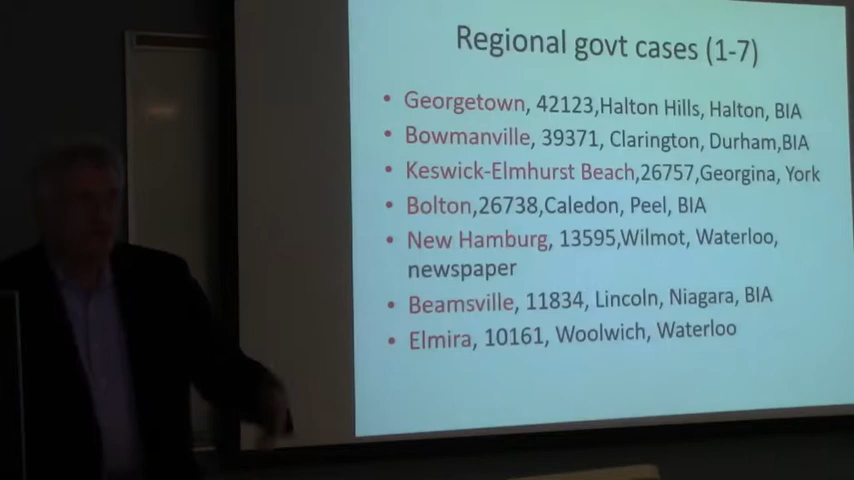 Regional govt cases (1-7)
• Georgetown, 42123,Halton Hills, Halton, BIA
• Bowmanville, 39371, Clarington, Durham,BIA
• Keswick-Elmhurst Beach,26757,Georgina, York
• Bolton,26738,Caledon, Peel, BIA
• New Hamburg, 13595,Wilmot, Waterloo,
newspaper
• Beamsville, 11834, Lincoln, Niagara, BIA
• Elmira, 10161, Woolwich, Waterloo